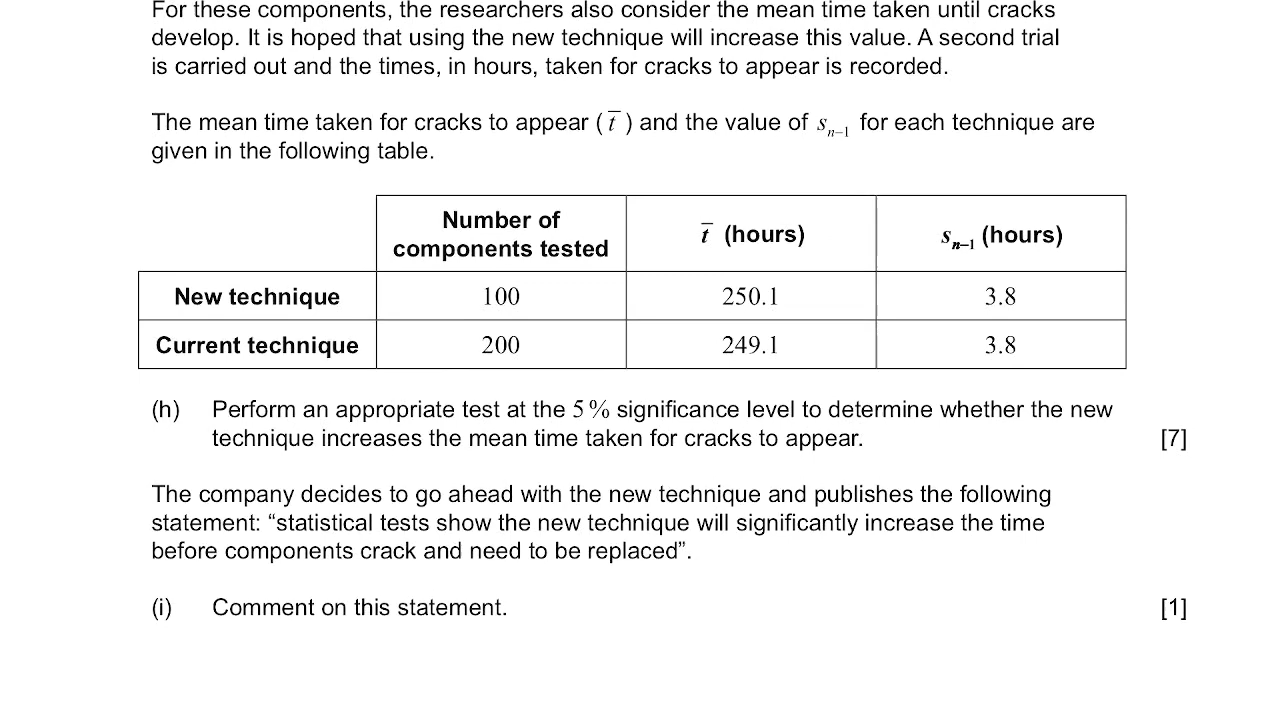 For these components, the researchers also consider the mean time taken until cracks
develop. It is hoped that using the new technique will increase this value. A second trial
is carried out and the times, in hours, taken for cracks to appear is recorded.
The mean time taken for cracks to appear ( t̅ ) and the value of sₙ₋₁ for each technique are
given in the following table.
Number of
components tested
t̅ (hours)
sₙ₋₁ (hours)
New technique 100 250.1 3.8
Current technique 200 249.1 3.8
(h) Perform an appropriate test at the 5 % significance level to determine whether the new
technique increases the mean time taken for cracks to appear. [7]
The company decides to go ahead with the new technique and publishes the following
statement: “statistical tests show the new technique will significantly increase the time
before components crack and need to be replaced”.
(i) Comment on this statement. [1]